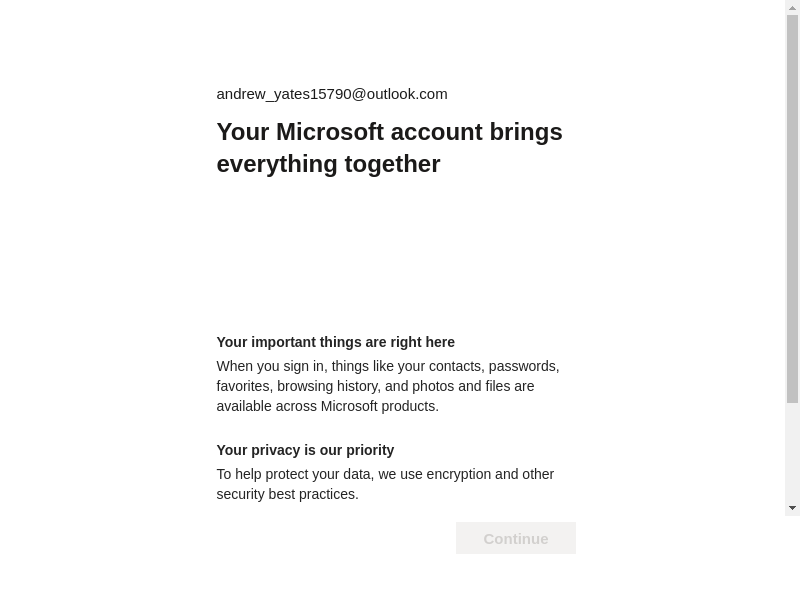 andrew_yates15790@outlook.com
Your Microsoft account brings
everything together
Your important things are right here
When you sign in, things like your contacts, passwords,
favorites, browsing history, and photos and files are
available across Microsoft products.
Your privacy is our priority
To help protect your data, we use encryption and other
security best practices.
Continue